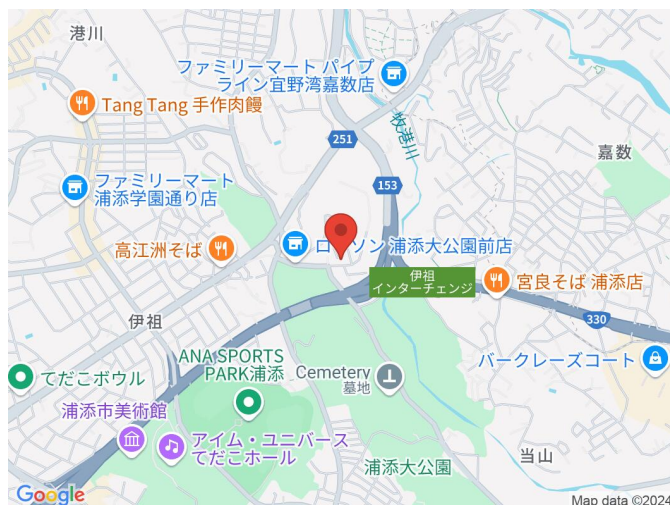 港川
ファミリーマート パイプ
ライン宜野湾嘉数店
Tang Tang 手作肉饅
251
牧港川
嘉数
153
ファミリーマート
浦添学園通り店
高江洲そば
ローソン 浦添大公園前店
伊祖
インターチェンジ
宮良そば 浦添店
330
伊祖
ANA SPORTS
PARK浦添
Cemetery
墓地
バークレーズコート
てだこボウル
浦添市美術館
アイム・ユニバース
てだこホール
浦添大公園
当山
Google
Map data ©2024